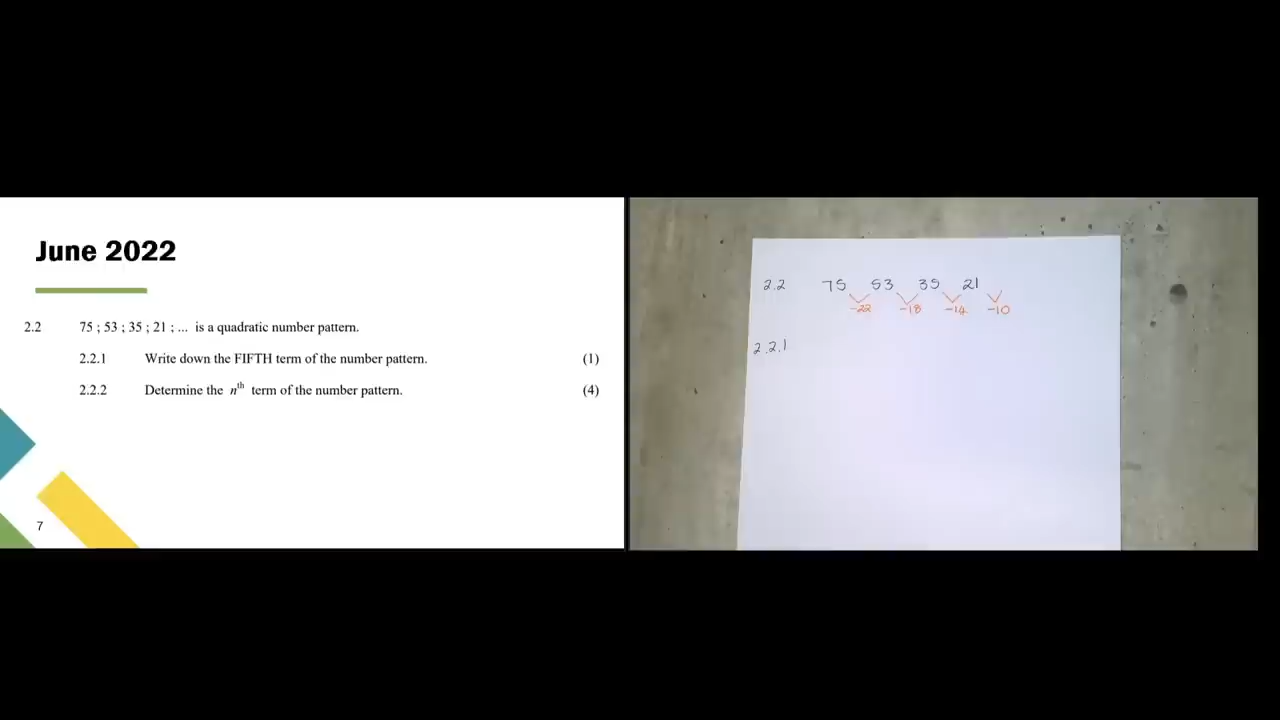 June 2022
2.2 75 ; 53 ; 35 ; 21 ; ... is a quadratic number pattern.
2.2.1 Write down the FIFTH term of the number pattern. (1)
2.2.2 Determine the nth term of the number pattern. (4)
7
2.2 75 53 35 21
-22 -18 -14 -10
2.2.1